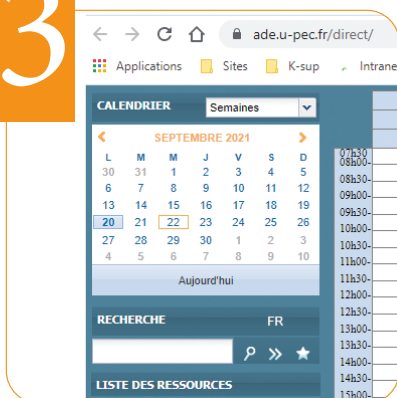 3
ade.u-pec.fr/direct/
Applications Sites K-sup Intrane
CALENDRIER Semaines
SEPTEMBRE 2021
L M M J V S D
30 31 1 2 3 4 5
6 7 8 9 10 11 12
13 14 15 16 17 18 19
20 21 22 23 24 25 26
27 28 29 30 1 2 3
4 5 6 7 8 9 10
Aujourd'hui
RECHERCHE FR
LISTE DES RESSOURCES
07h30
08h00
08h30
09h00
09h30
10h00
10h30
11h00
11h30
12h00
12h30
13h00
13h30
14h00
14h30
15h00